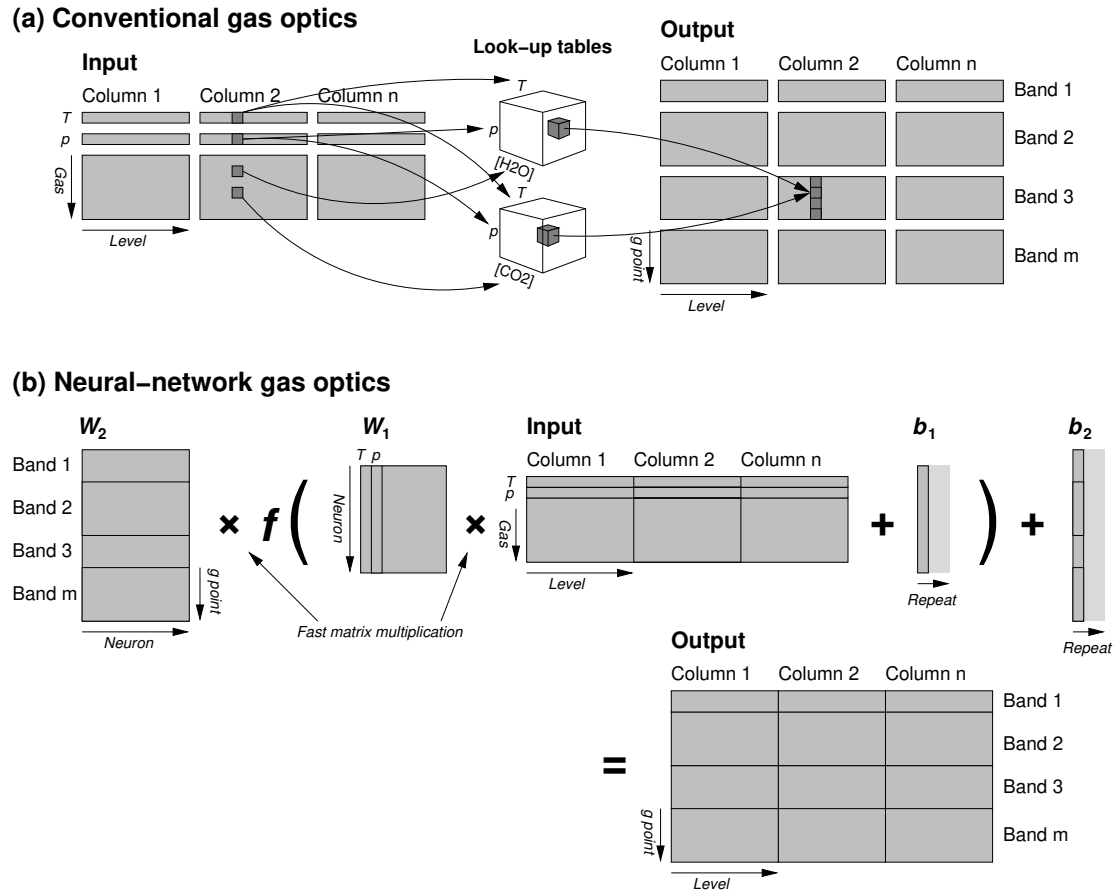 (a) Conventional gas optics
Look−up tables
Output
Input
Column 1 Column 2 Column n
Column 1 Column 2 Column n
T
p
Gas
Level
T
p
[H2O]
T
p
[CO2]
Band 1
Band 2
Band 3
Band m
g point
Level
(b) Neural−network gas optics
W2 W1 Input b1 b2
Band 1
Band 2
Band 3
Band m
g point
Neuron
×
f
(
T p
Neuron
×
Fast matrix multiplication
Column 1 Column 2 Column n
T
p
Gas
Level
+
Repeat
)
+
Repeat
Output
Column 1 Column 2 Column n
=
Band 1
Band 2
Band 3
Band m
g point
Level